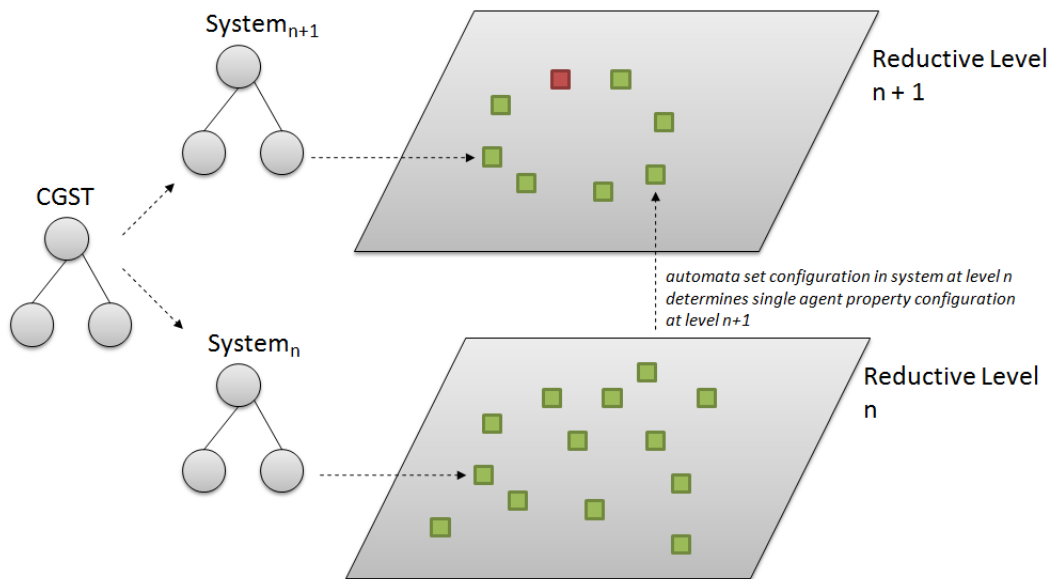 System n+1
Reductive Level
n + 1
CGST
automata set configuration in system at level n
determines single agent property configuration
at level n+1
System n
Reductive Level
n